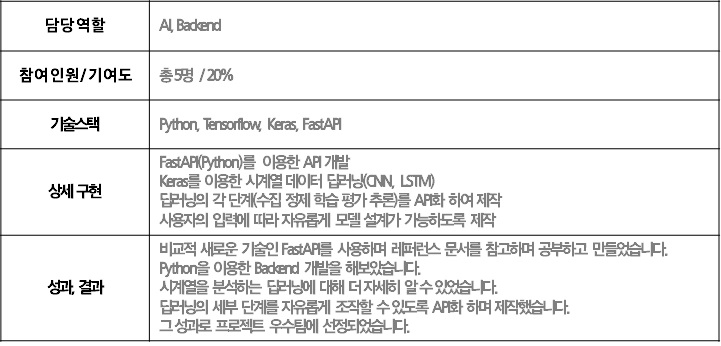 담당역할
AI, Backend
참여인원/기여도
총 5명 / 20%
기술스택
Python, Tensorflow, Keras, FastAPI
상세 구현
FastAPI(Python)를 이용한 API 개발
Keras를 이용한 시계열 데이터 딥러닝(CNN, LSTM)
딥러닝의 각 단계(수집 정제 학습 평가 추론)를 API화 하여 제작
사용자의 입력에 따라 자유롭게 모델 설계가 가능하도록 제작
성과, 결과
비교적 새로운 기술인 FastAPI를 사용하며 레퍼런스 문서를 참고하며 공부하고 만들었습니다.
Python을 이용한 Backend 개발을 해보았습니다.
시계열을 분석하는 딥러닝에 대해 더 자세히 알 수 있었습니다.
딥러닝의 세부 단계를 자유롭게 조작할 수 있도록 API화 하며 제작했습니다.
그 성과로 프로젝트 우수팀에 선정되었습니다.